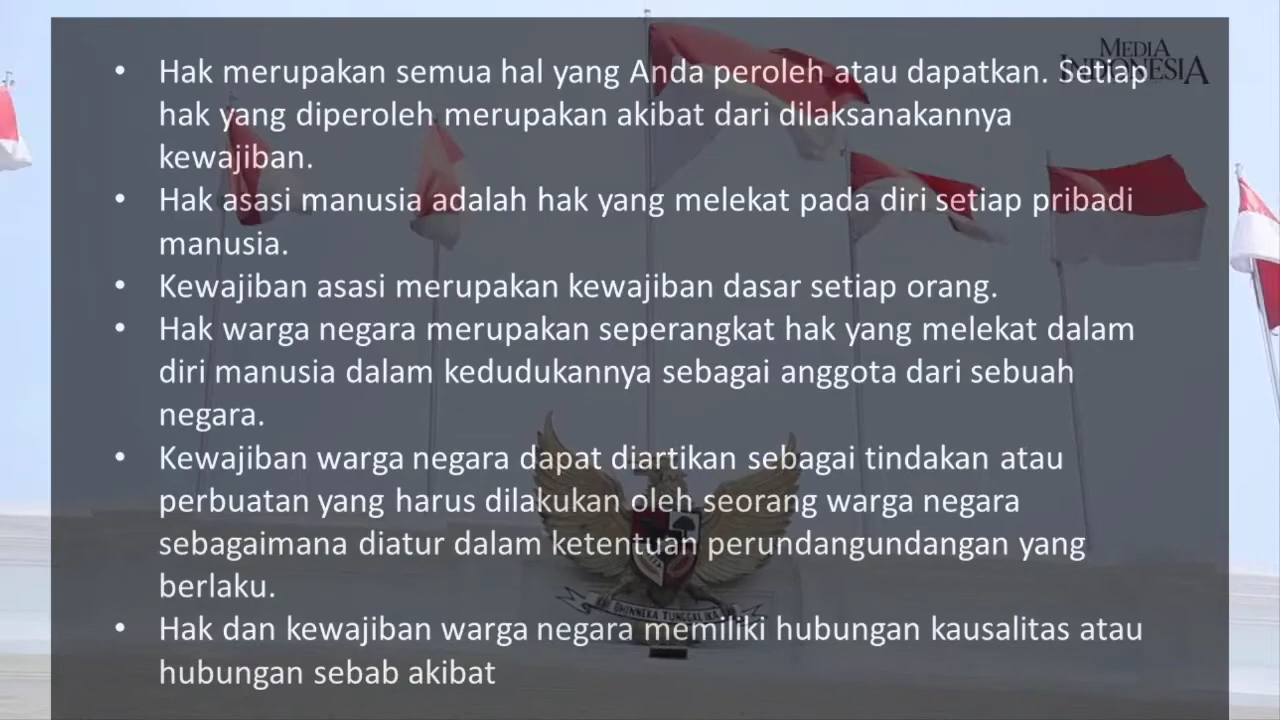 MEDIA
INDONESIA
• Hak merupakan semua hal yang Anda peroleh atau dapatkan. Setiap
hak yang diperoleh merupakan akibat dari dilaksanakannya
kewajiban.
• Hak asasi manusia adalah hak yang melekat pada diri setiap pribadi
manusia.
• Kewajiban asasi merupakan kewajiban dasar setiap orang.
• Hak warga negara merupakan seperangkat hak yang melekat dalam
diri manusia dalam kedudukannya sebagai anggota dari sebuah
negara.
• Kewajiban warga negara dapat diartikan sebagai tindakan atau
perbuatan yang harus dilakukan oleh seorang warga negara
sebagaimana diatur dalam ketentuan perundangundangan yang
berlaku.
BHINNEKA TUNGGAL IKA
• Hak dan kewajiban warga negara memiliki hubungan kausalitas atau
hubungan sebab akibat